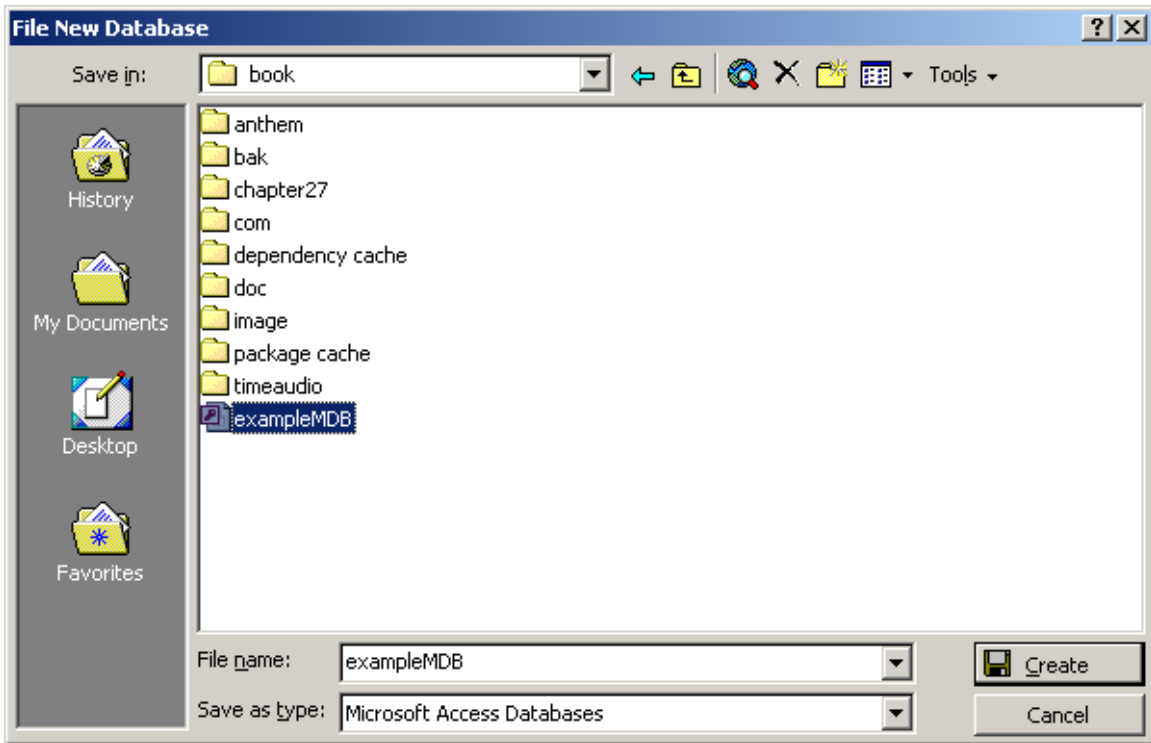 File New Database
Save in:
book
Tools
History
My Documents
Desktop
Favorites
anthem
bak
chapter27
com
dependency cache
doc
image
package cache
timeaudio
exampleMDB
File name:
exampleMDB
Create
Save as type:
Microsoft Access Databases
Cancel